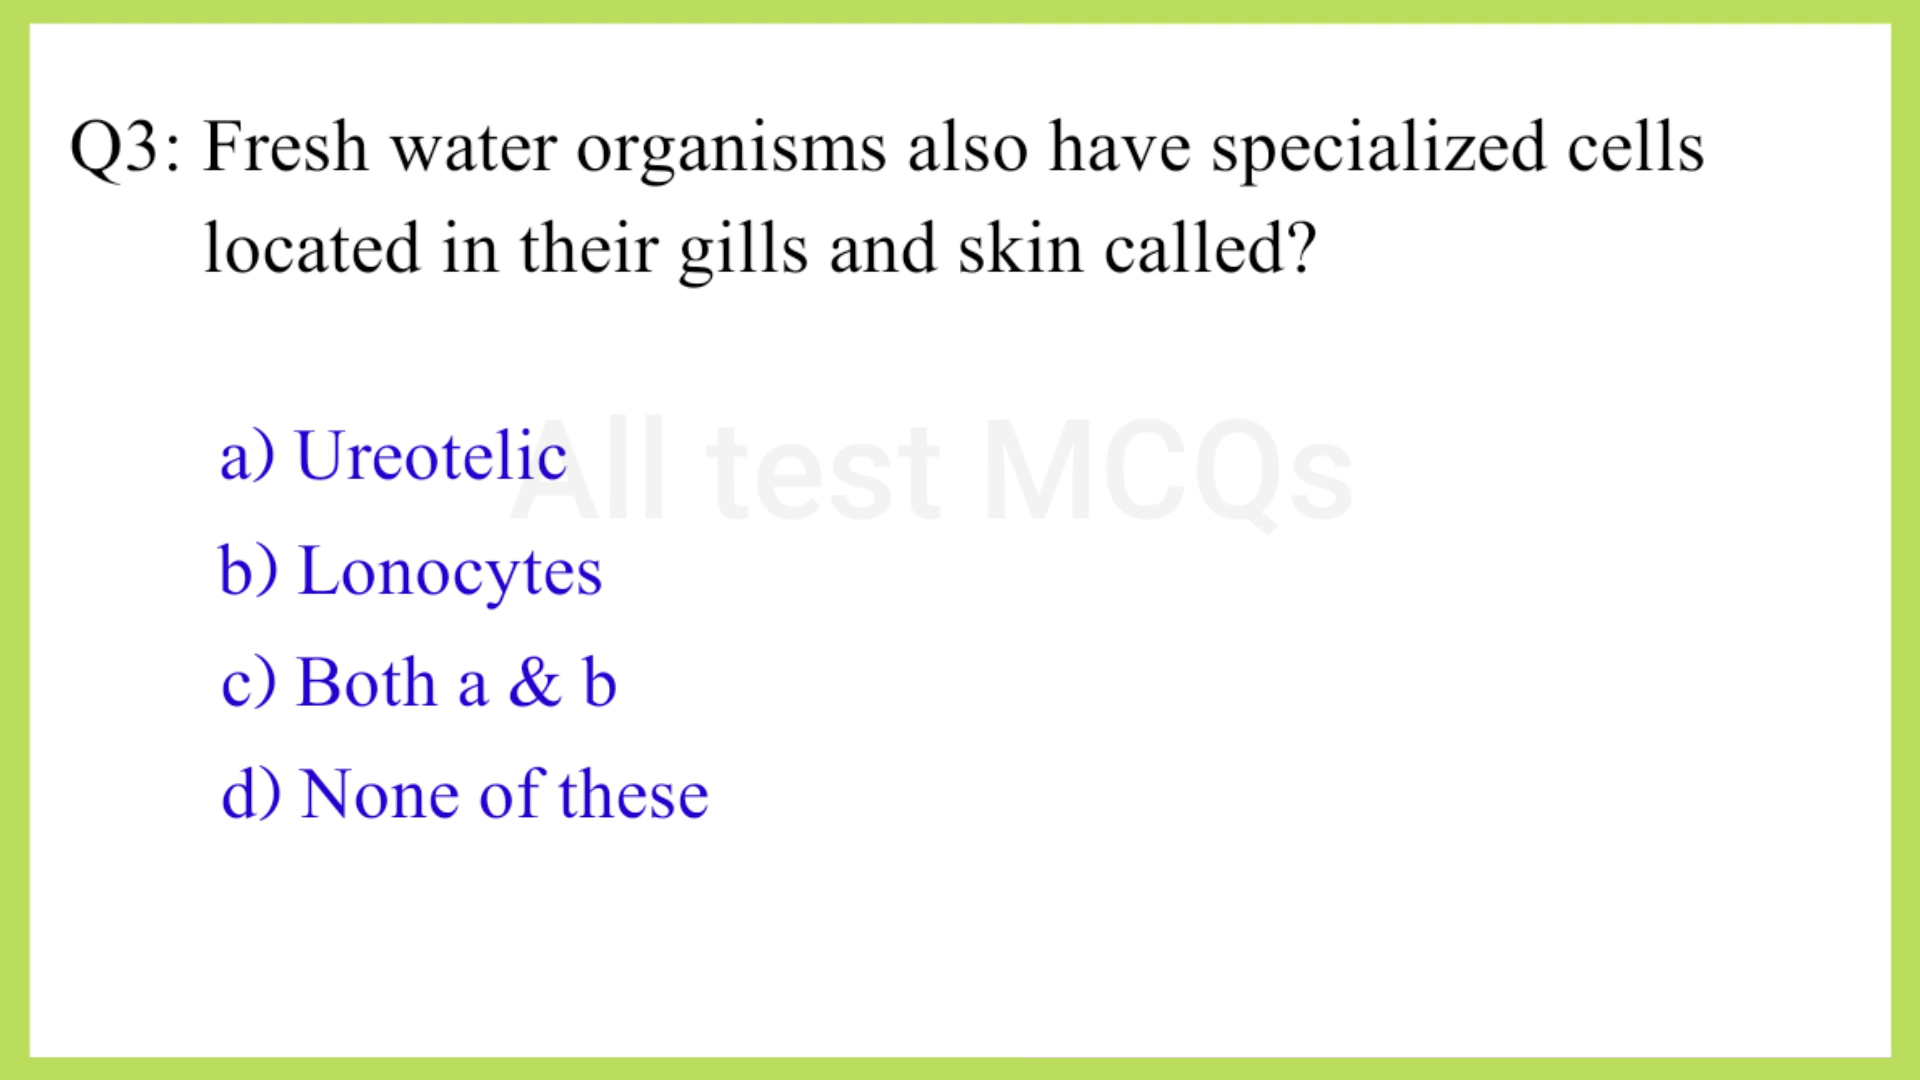 Q3: Fresh water organisms also have specialized cells
located in their gills and skin called?
All test MCQs
a) Ureotelic
b) Lonocytes
c) Both a & b
d) None of these